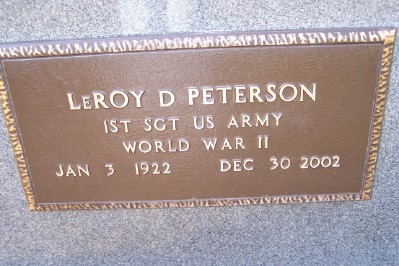 LeROY D PETERSON
1ST SGT US ARMY
WORLD WAR II
JAN 3 1922 DEC 30 2002